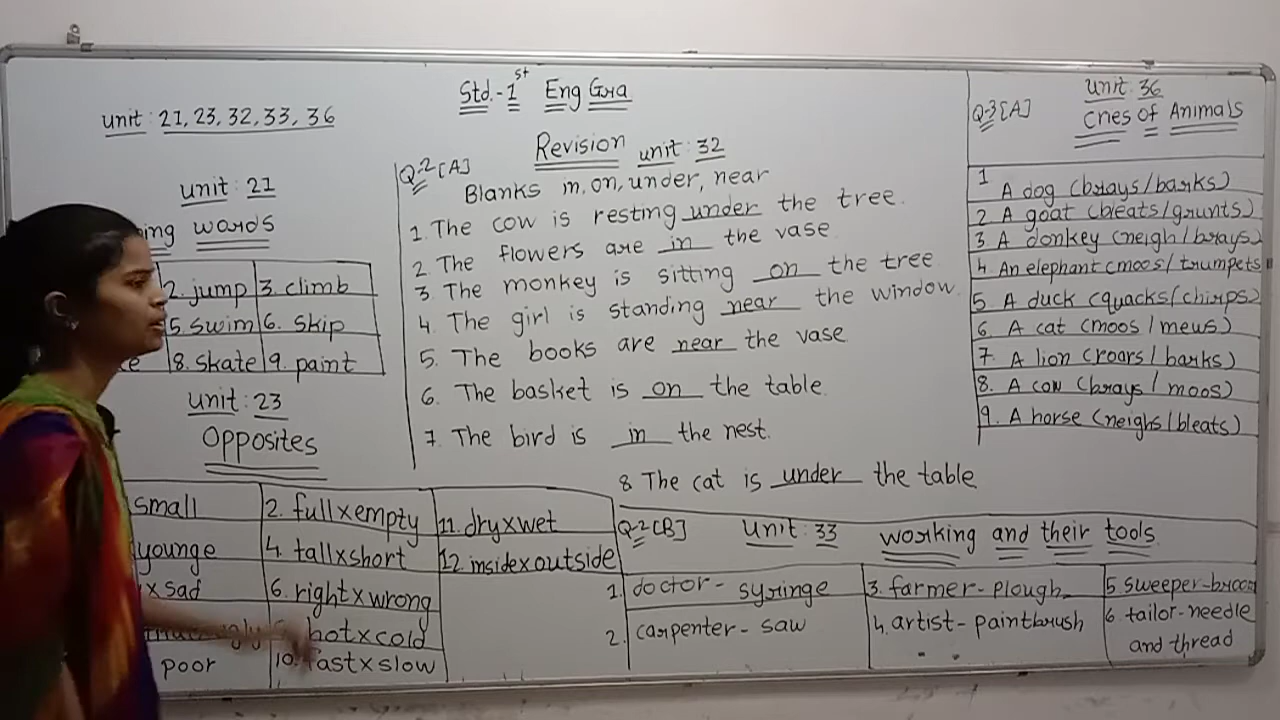 Std.-1st Eng Gra
unit : 21, 23, 32, 33, 36
Revision
unit : 21
words
2. jump 3. climb
5. swim 6. skip
8. skate 9. paint
unit : 23
Opposites
small 2. full x empty 11. dry x wet
younge 4. tall x short 12 inside x outside
x sad 6. right x wrong
hot x cold
poor 10. fast x slow
Q-2 [A] unit : 32
Blanks in, on, under, near
1. The cow is resting under the tree.
2 The flowers are in the vase
3. The monkey is sitting on the tree
4. The girl is standing near the window.
5. The books are near the vase
6. The basket is on the table.
7. The bird is in the nest.
8 The cat is under the table
Q-2 [B] Unit : 33 working and their tools.
1. doctor - syringe 3. farmer - plough 5 sweeper - broom
2. carpenter - saw 4. artist - paintbrush 6. tailor - needle
and thread
Unit 36
Q-3 [A] Cries of Animals
1 A dog (brays/barks)
2 A goat (bleats/grunts)
3 A donkey (neigh/brays)
4. An elephant (moos/trumpets
5 A duck (quacks/chirps)
6. A cat (moos/mews)
7. A lion (roars/barks)
8. A cow (brays/moos)
9. A horse (neighs/bleats)